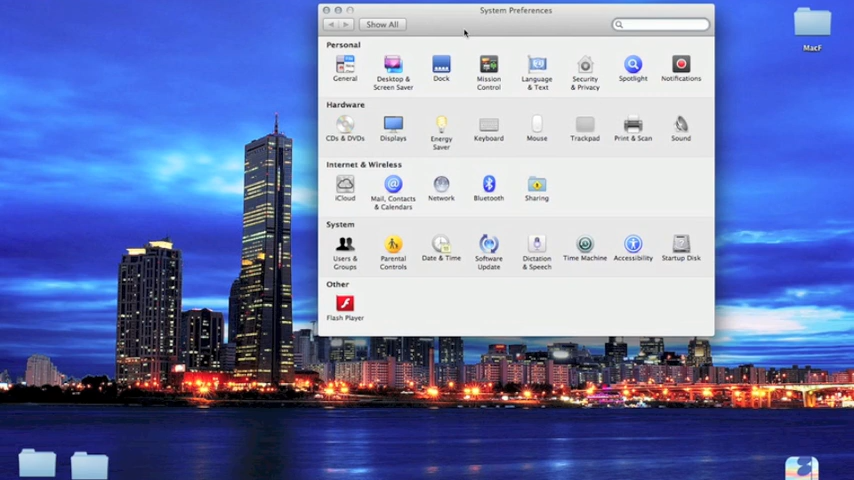 System Preferences
Show All
MacF
Personal
General
Desktop &
Screen Saver
Dock
Mission
Control
Language
& Text
Security
& Privacy
Spotlight
Notifications
Hardware
CDs & DVDs
Displays
Energy
Saver
Keyboard
Mouse
Trackpad
Print & Scan
Sound
Internet & Wireless
iCloud
Mail, Contacts
& Calendars
Network
Bluetooth
Sharing
System
Users &
Groups
Parental
Controls
Date & Time
Software
Update
Dictation
& Speech
Time Machine
Accessibility
Startup Disk
Other
Flash Player